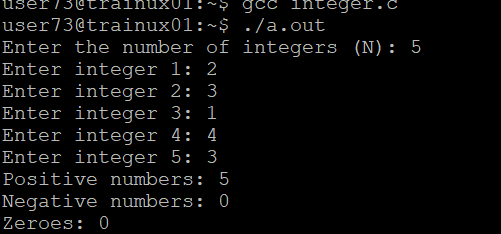 user73@trainux01:~$ gcc integer.c
user73@trainux01:~$ ./a.out
Enter the number of integers (N): 5
Enter integer 1: 2
Enter integer 2: 3
Enter integer 3: 1
Enter integer 4: 4
Enter integer 5: 3
Positive numbers: 5
Negative numbers: 0
Zeroes: 0